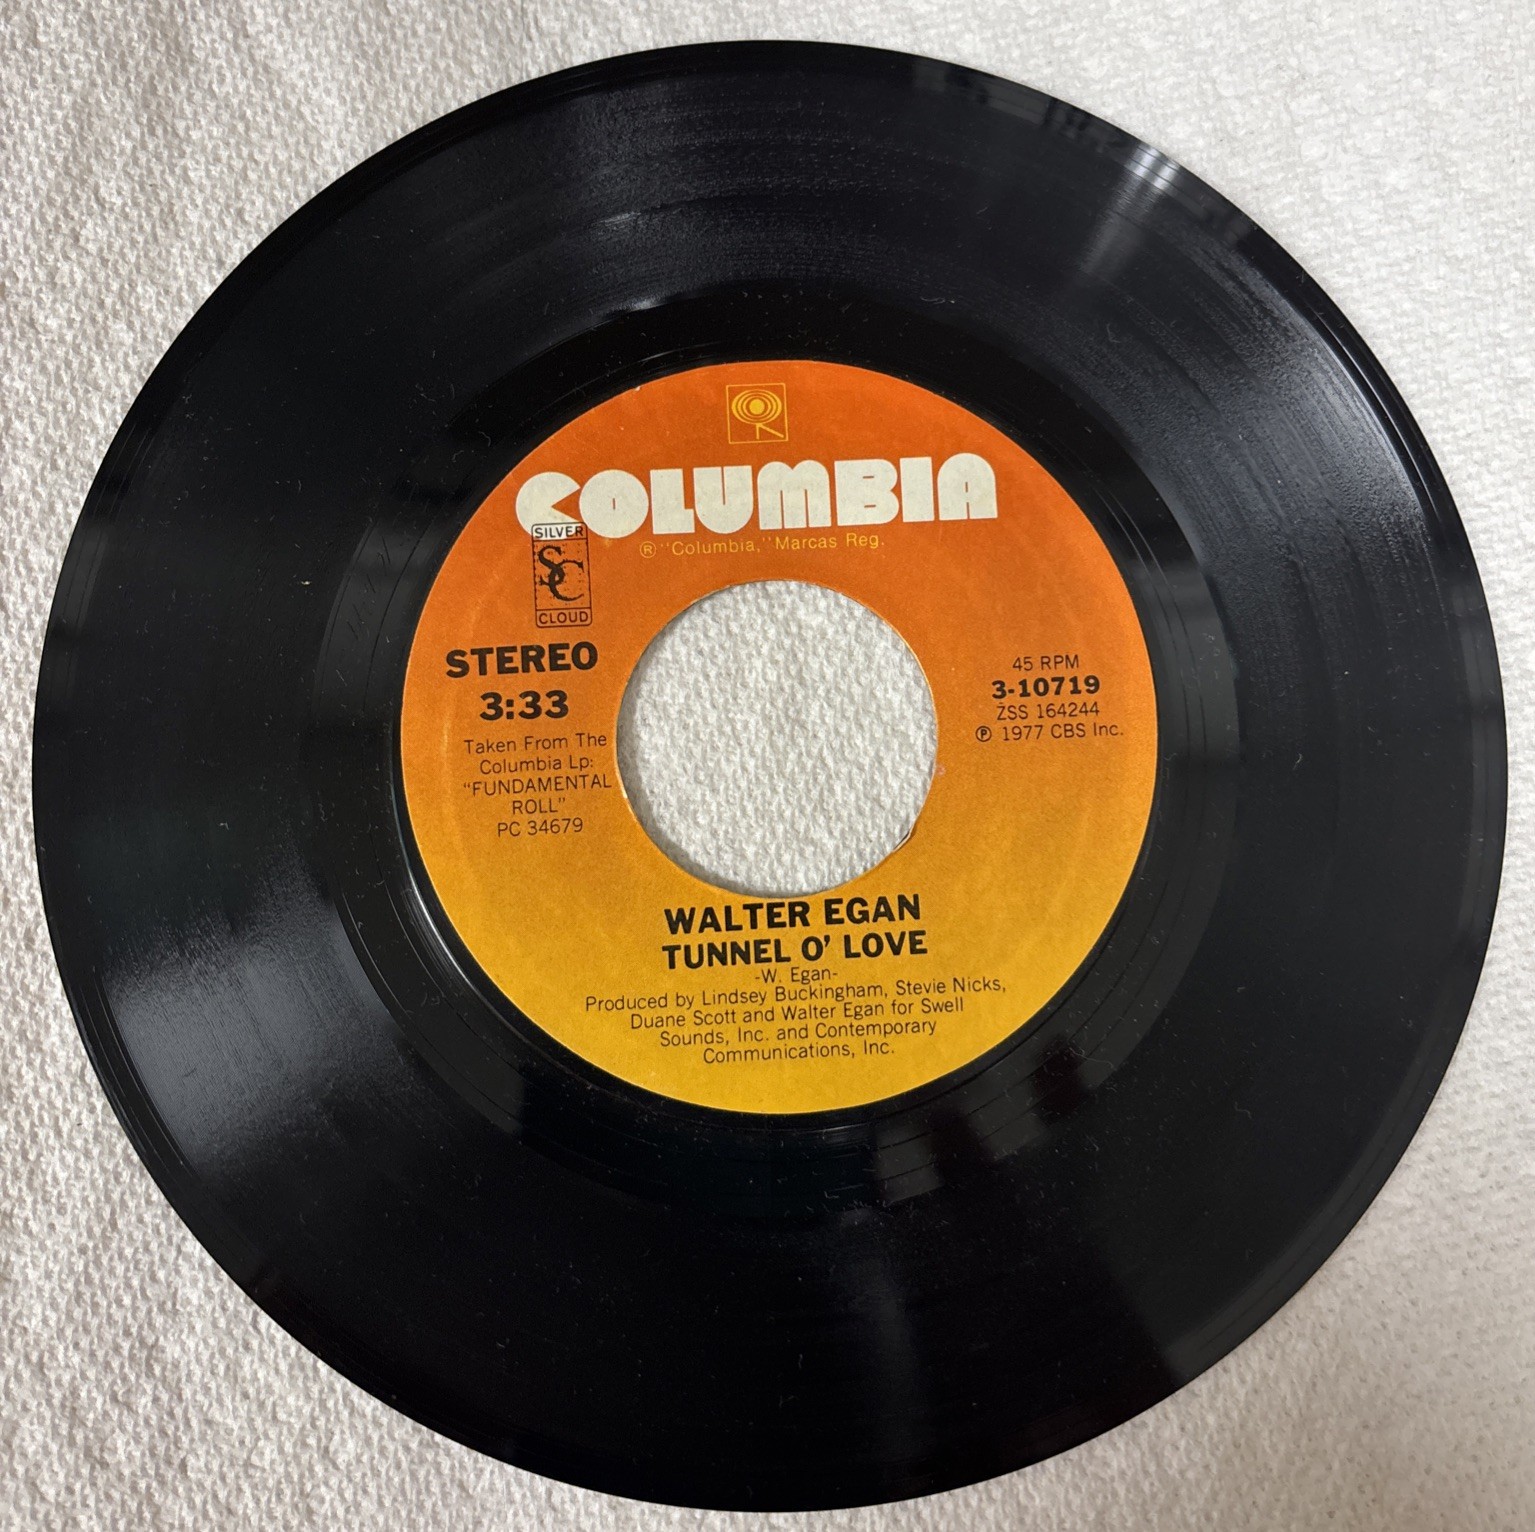 COLUMBIA
® "Columbia," Marcas Reg.
SILVER
SC
CLOUD
STEREO
3:33
Taken From The
Columbia Lp:
"FUNDAMENTAL
ROLL"
PC 34679
45 RPM
3-10719
ZSS 164244
℗ 1977 CBS Inc.
WALTER EGAN
TUNNEL O' LOVE
-W. Egan-
Produced by Lindsey Buckingham, Stevie Nicks,
Duane Scott and Walter Egan for Swell
Sounds, Inc. and Contemporary
Communications, Inc.